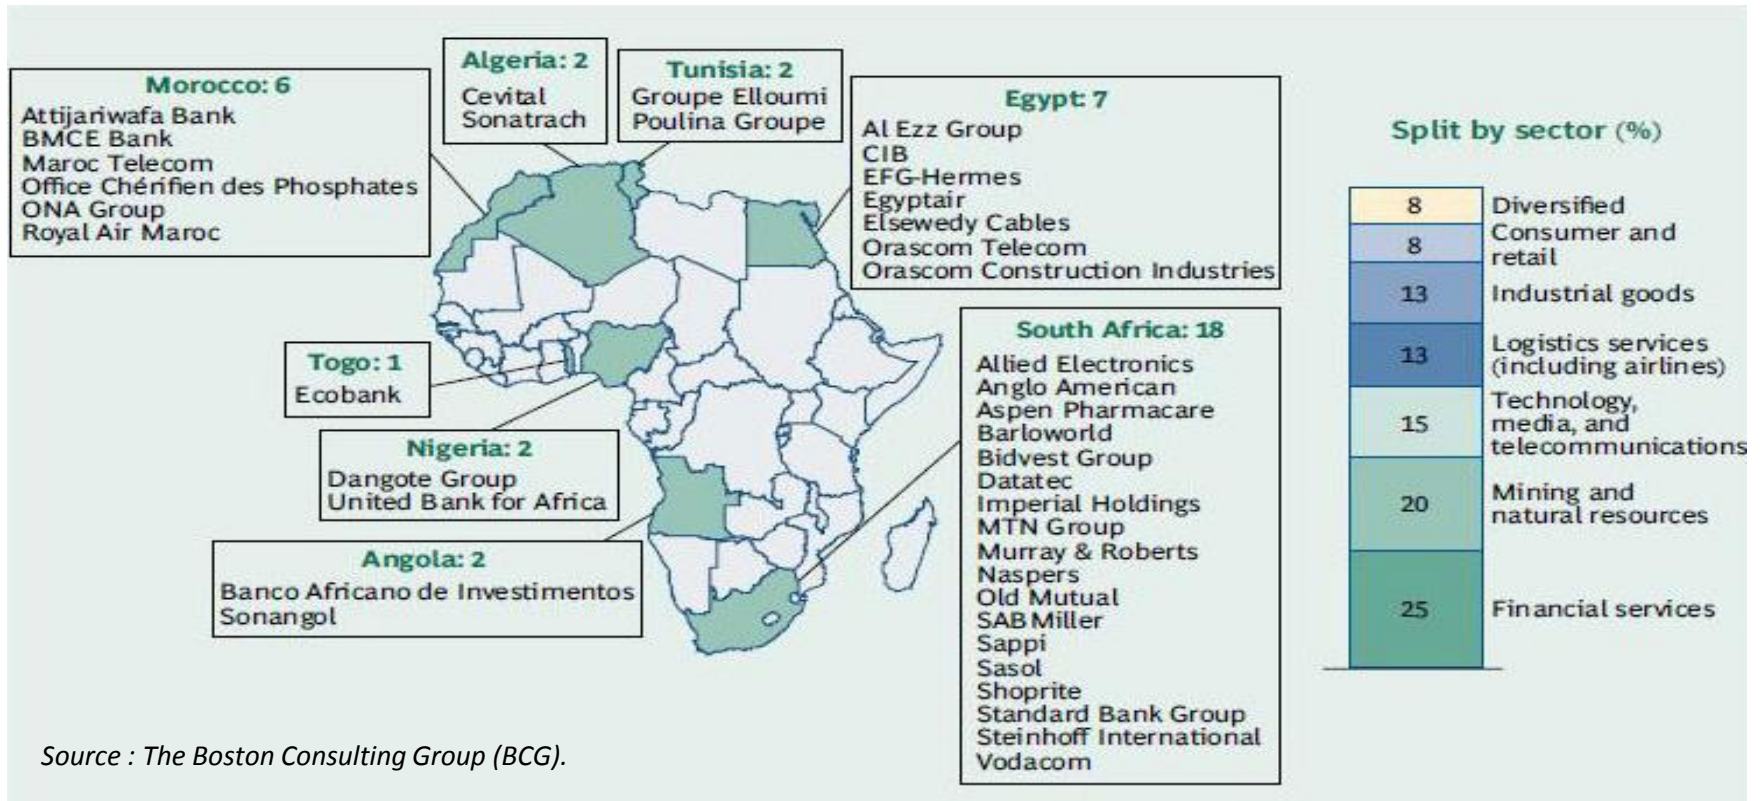 Morocco: 6
Attijariwafa Bank
BMCE Bank
Maroc Telecom
Office Chérifien des Phosphates
ONA Group
Royal Air Maroc
Algeria: 2
Cevital
Sonatrach
Tunisia: 2
Groupe Elloumi
Poulina Groupe
Egypt: 7
Al Ezz Group
CIB
EFG-Hermes
Egyptair
Elsewedy Cables
Orascom Telecom
Orascom Construction Industries
Togo: 1
Ecobank
Nigeria: 2
Dangote Group
United Bank for Africa
Angola: 2
Banco Africano de Investimentos
Sonangol
South Africa: 18
Allied Electronics
Anglo American
Aspen Pharmacare
Barloworld
Bidvest Group
Datatec
Imperial Holdings
MTN Group
Murray & Roberts
Naspers
Old Mutual
SABMiller
Sappi
Sasol
Shoprite
Standard Bank Group
Steinhoff International
Vodacom
Split by sector (%)
8 Diversified
8 Consumer and
retail
13 Industrial goods
13 Logistics services
(including airlines)
15 Technology,
media, and
telecommunications
20 Mining and
natural resources
25 Financial services
Source : The Boston Consulting Group (BCG).